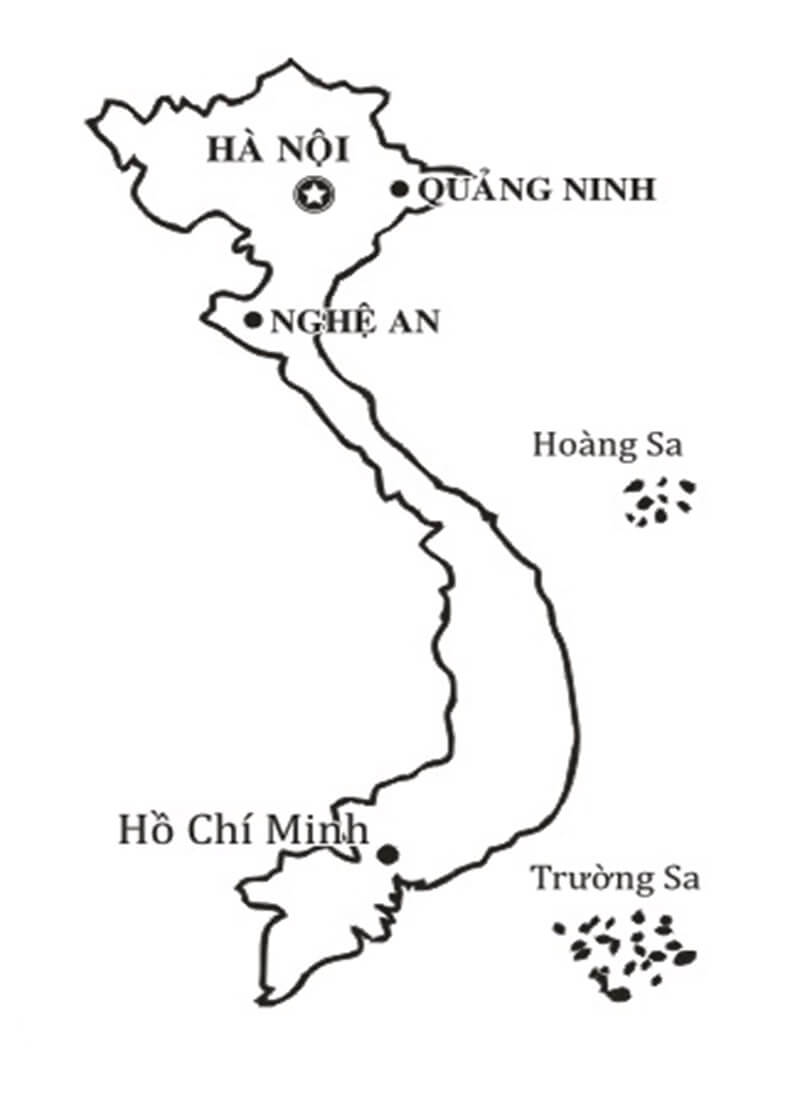 HÀ NỘI
QUẢNG NINH
NGHỆ AN
Hoàng Sa
Hồ Chí Minh
Trường Sa